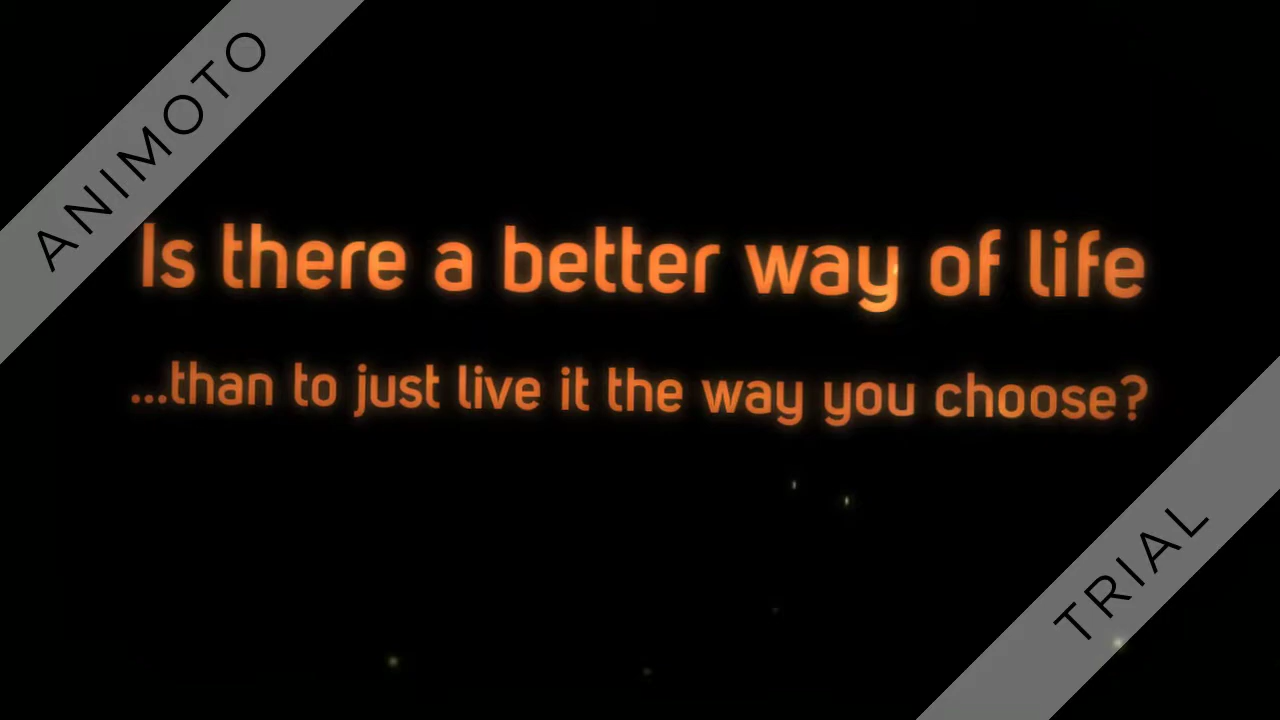 ANIMOTO
Is there a better way of life
...than to just live it the way you choose?
TRIAL